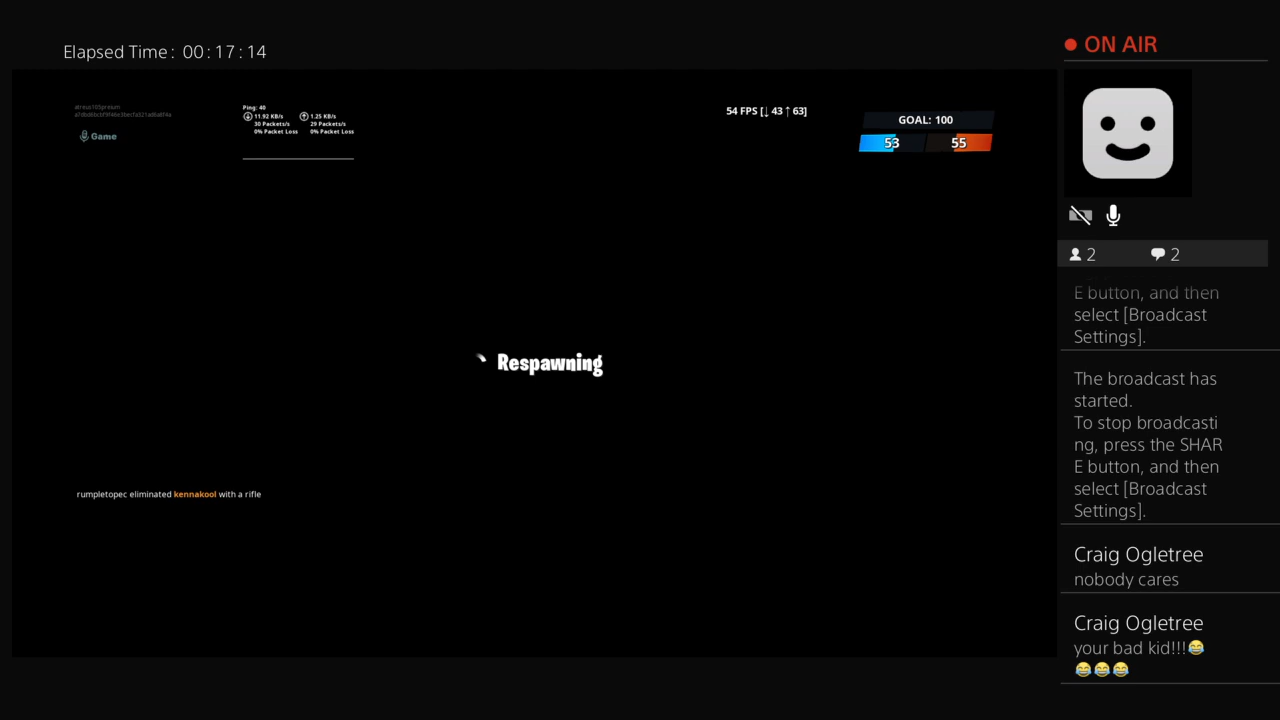 Elapsed Time: 00:17:14
ON AIR
atreus105presum
Game
Ping: 40
11.92 KB/s
30 Packets/s
0% Packet Loss
1.25 KB/s
29 Packets/s
0% Packet Loss
54 FPS [↓ 43 ↑ 63]
GOAL: 100
53
55
2
2
E button, and then
select [Broadcast
Settings].
The broadcast has
started.
To stop broadcasti
ng, press the SHAR
E button, and then
select [Broadcast
Settings].
Respawning
rumpletopec eliminated kennakool with a rifle
Craig Ogletree
nobody cares
Craig Ogletree
your bad kid!!!😂
😂😂😂